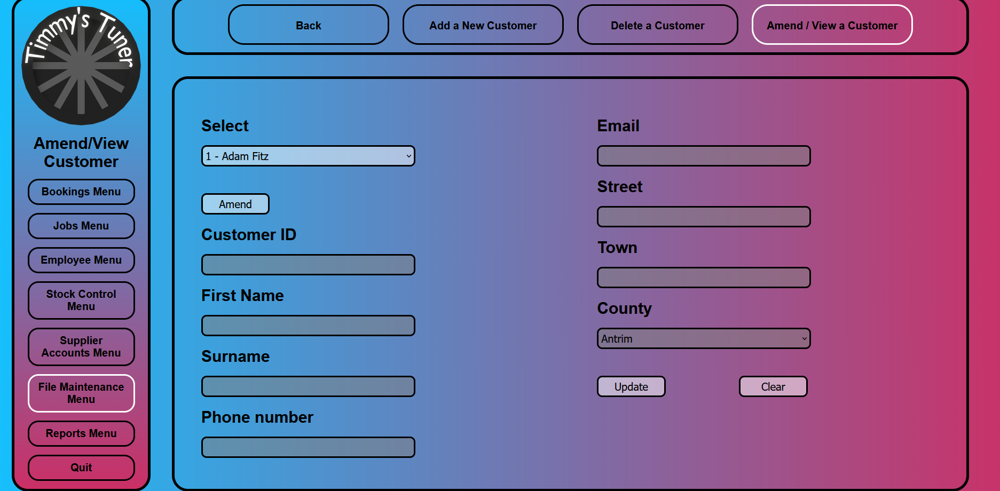 Timmy's Tuner
Amend/View
Customer
Bookings Menu
Jobs Menu
Employee Menu
Stock Control
Menu
Supplier
Accounts Menu
File Maintenance
Menu
Reports Menu
Quit
Back
Add a New Customer
Delete a Customer
Amend / View a Customer
Select
1 - Adam Fitz
Amend
Customer ID
First Name
Surname
Phone number
Email
Street
Town
County
Antrim
Update
Clear